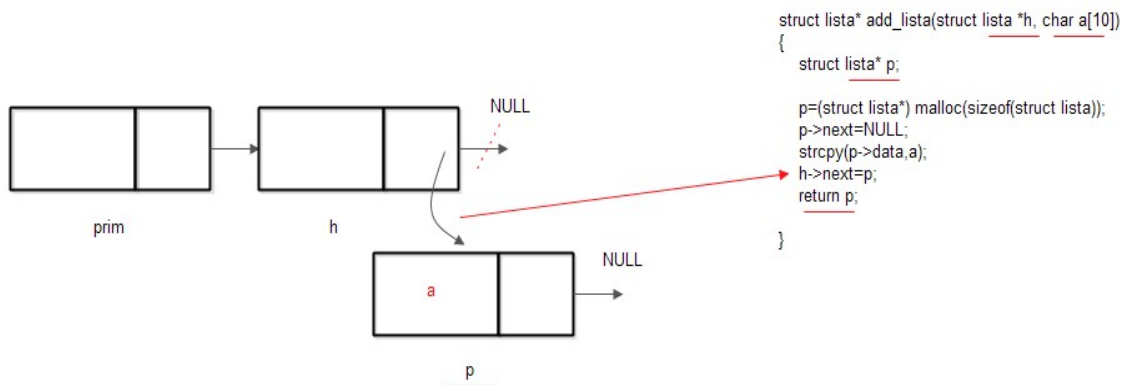 struct lista* add_lista(struct lista *h, char a[10])
{
struct lista* p;
p=(struct lista*) malloc(sizeof(struct lista));
p->next=NULL;
strcpy(p->data,a);
h->next=p;
return p;
}
NULL
prim
h
NULL
a
p